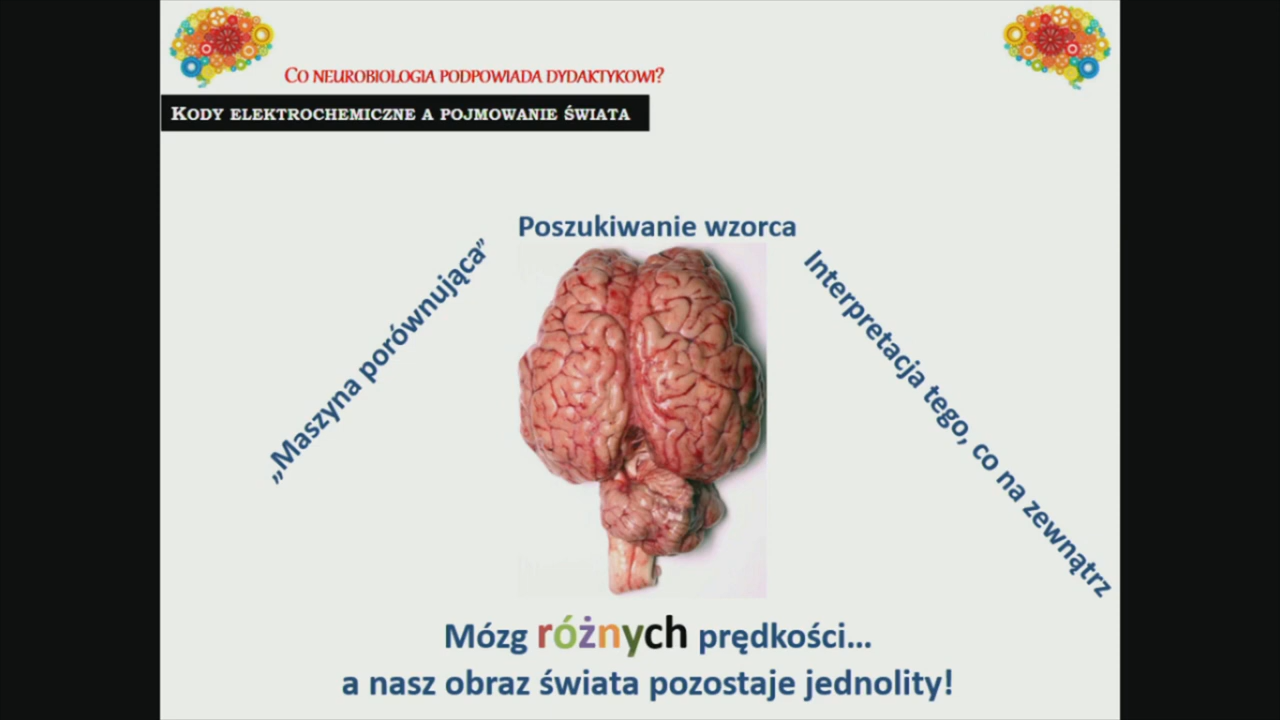 Co neurobiologia podpowiada dydaktykowi?
Kody elektrochemiczne a pojmowanie świata
Poszukiwanie wzorca
„Maszyna porównująca”
Interpretacja tego, co na zewnątrz
Mózg różnych prędkości...
a nasz obraz świata pozostaje jednolity!